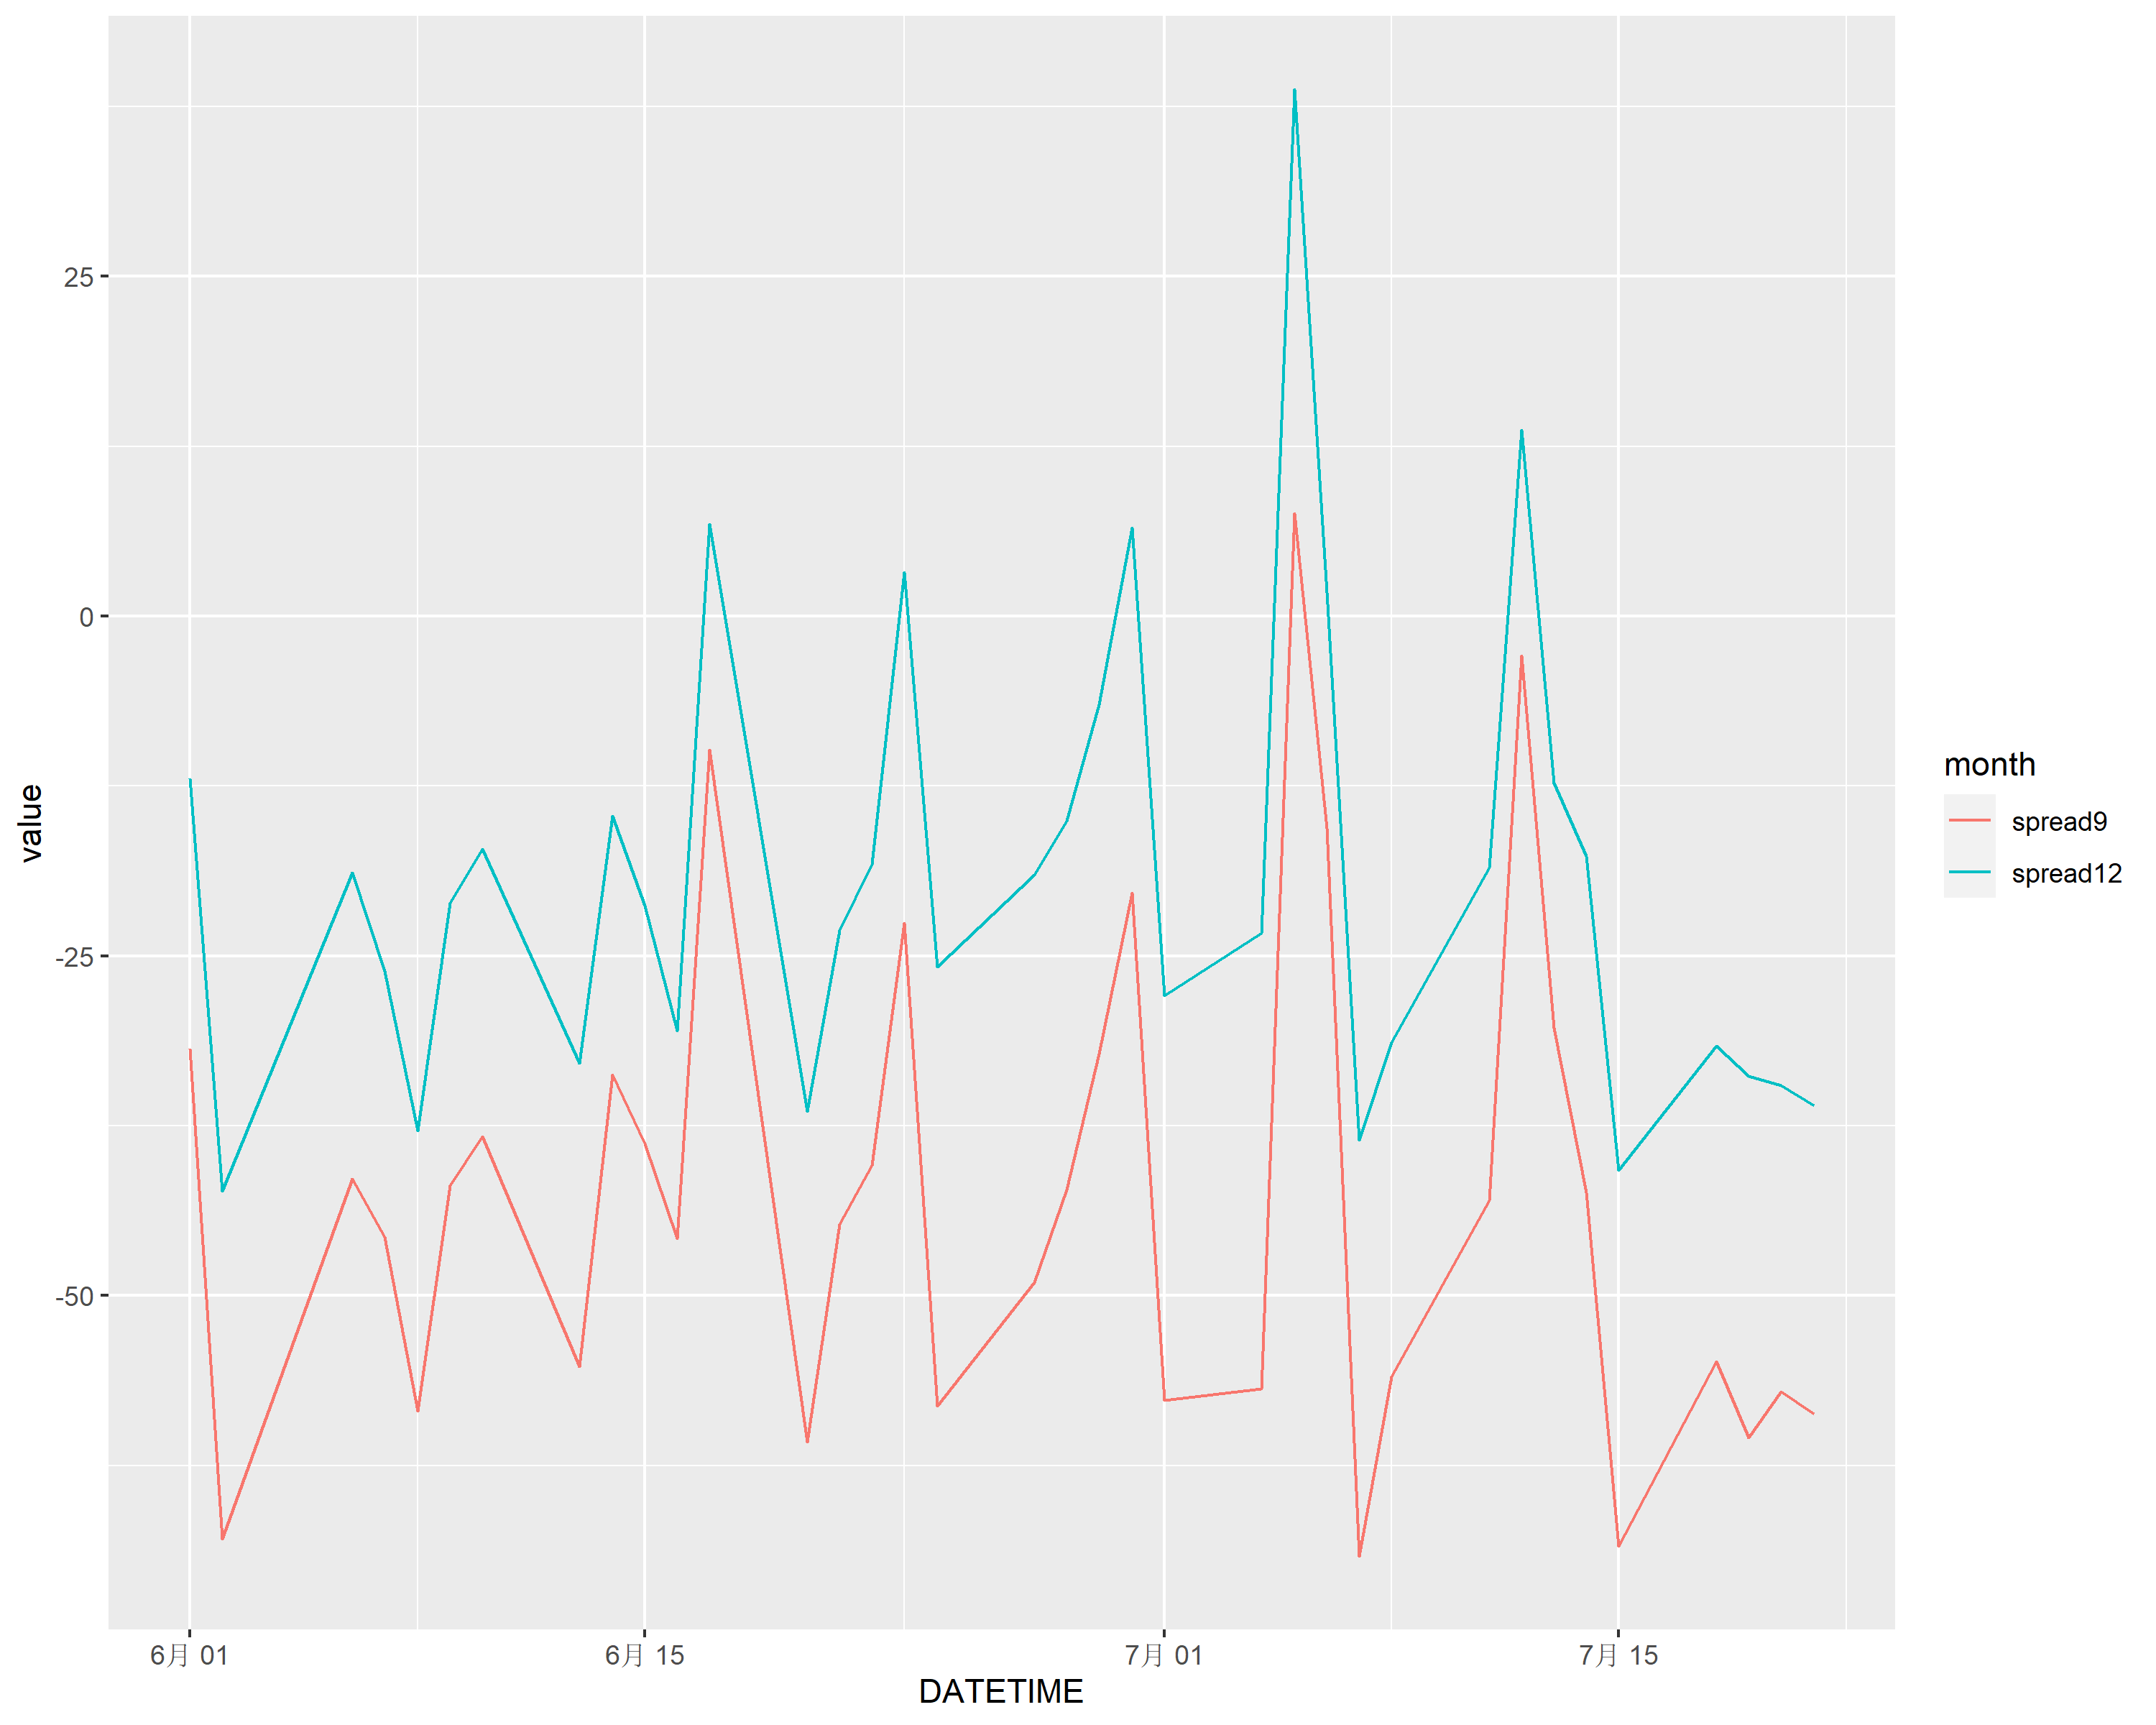 value
25
0
-25
-50
6月 01
6月 15
7月 01
7月 15
DATETIME
month
spread9
spread12